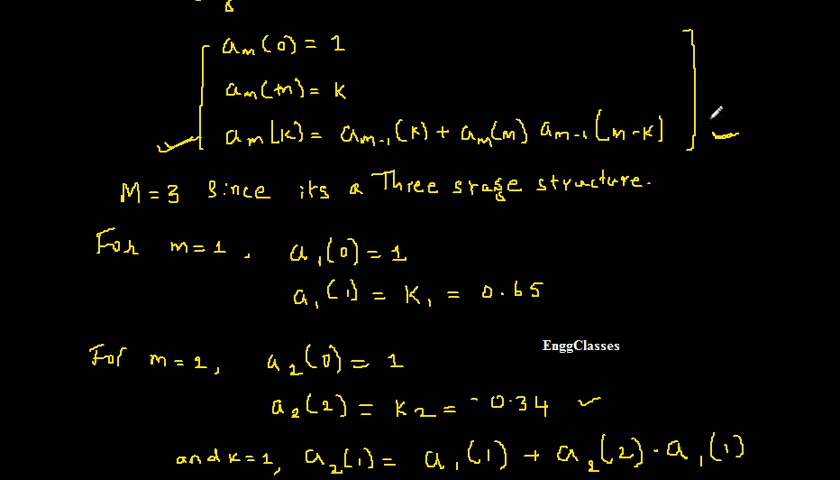 am(0) = 1
am(m) = K
am[K] = am-1(K) + am(m) am-1(m-K]
M=3 Since its a Three stage structure.
For m=1, a1(0)=1
a1(1) = K1 = 0.65
EnggClasses
For m=2, a2(0)=1
a2(2) = K2 = -0.34
and K=1, a2(1) = a1(1) + a2(2)·a1(1)